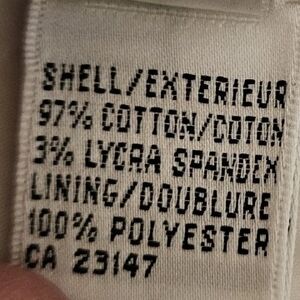 SHELL/EXTERIEUR
97% COTTON/COTON
3% LYCRA SPANDEX
LINING/DOUBLURE
100% POLYESTER
CA 23147